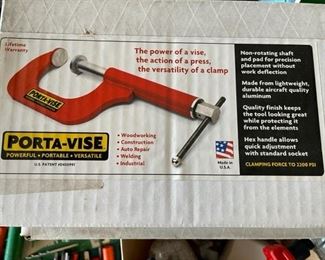 Lifetime
Warranty
The power of a vise,
the action of a press,
the versatility of a clamp
PORTA-VISE
PORTA-VISE
POWERFUL • PORTABLE • VERSATILE
U.S. PATENT
• Woodworking
• Construction
• Auto Repair
• Welding
• Industrial
Made in
U.S.A.
Non-rotating shaft
and pad for precision
placement without
work deflection
Made from lightweight,
durable aircraft quality
aluminum
Quality finish keeps
the tool looking great
while protecting it
from the elements
Hex handle allows
quick adjustment
with standard socket
CLAMPING FORCE TO 2200 PSI